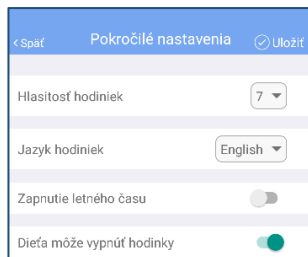 < Späť Pokročilé nastavenia Uložiť
Hlasitosť hodiniek 7
Jazyk hodiniek English
Zapnutie letného času
Dieťa môže vypnúť hodinky